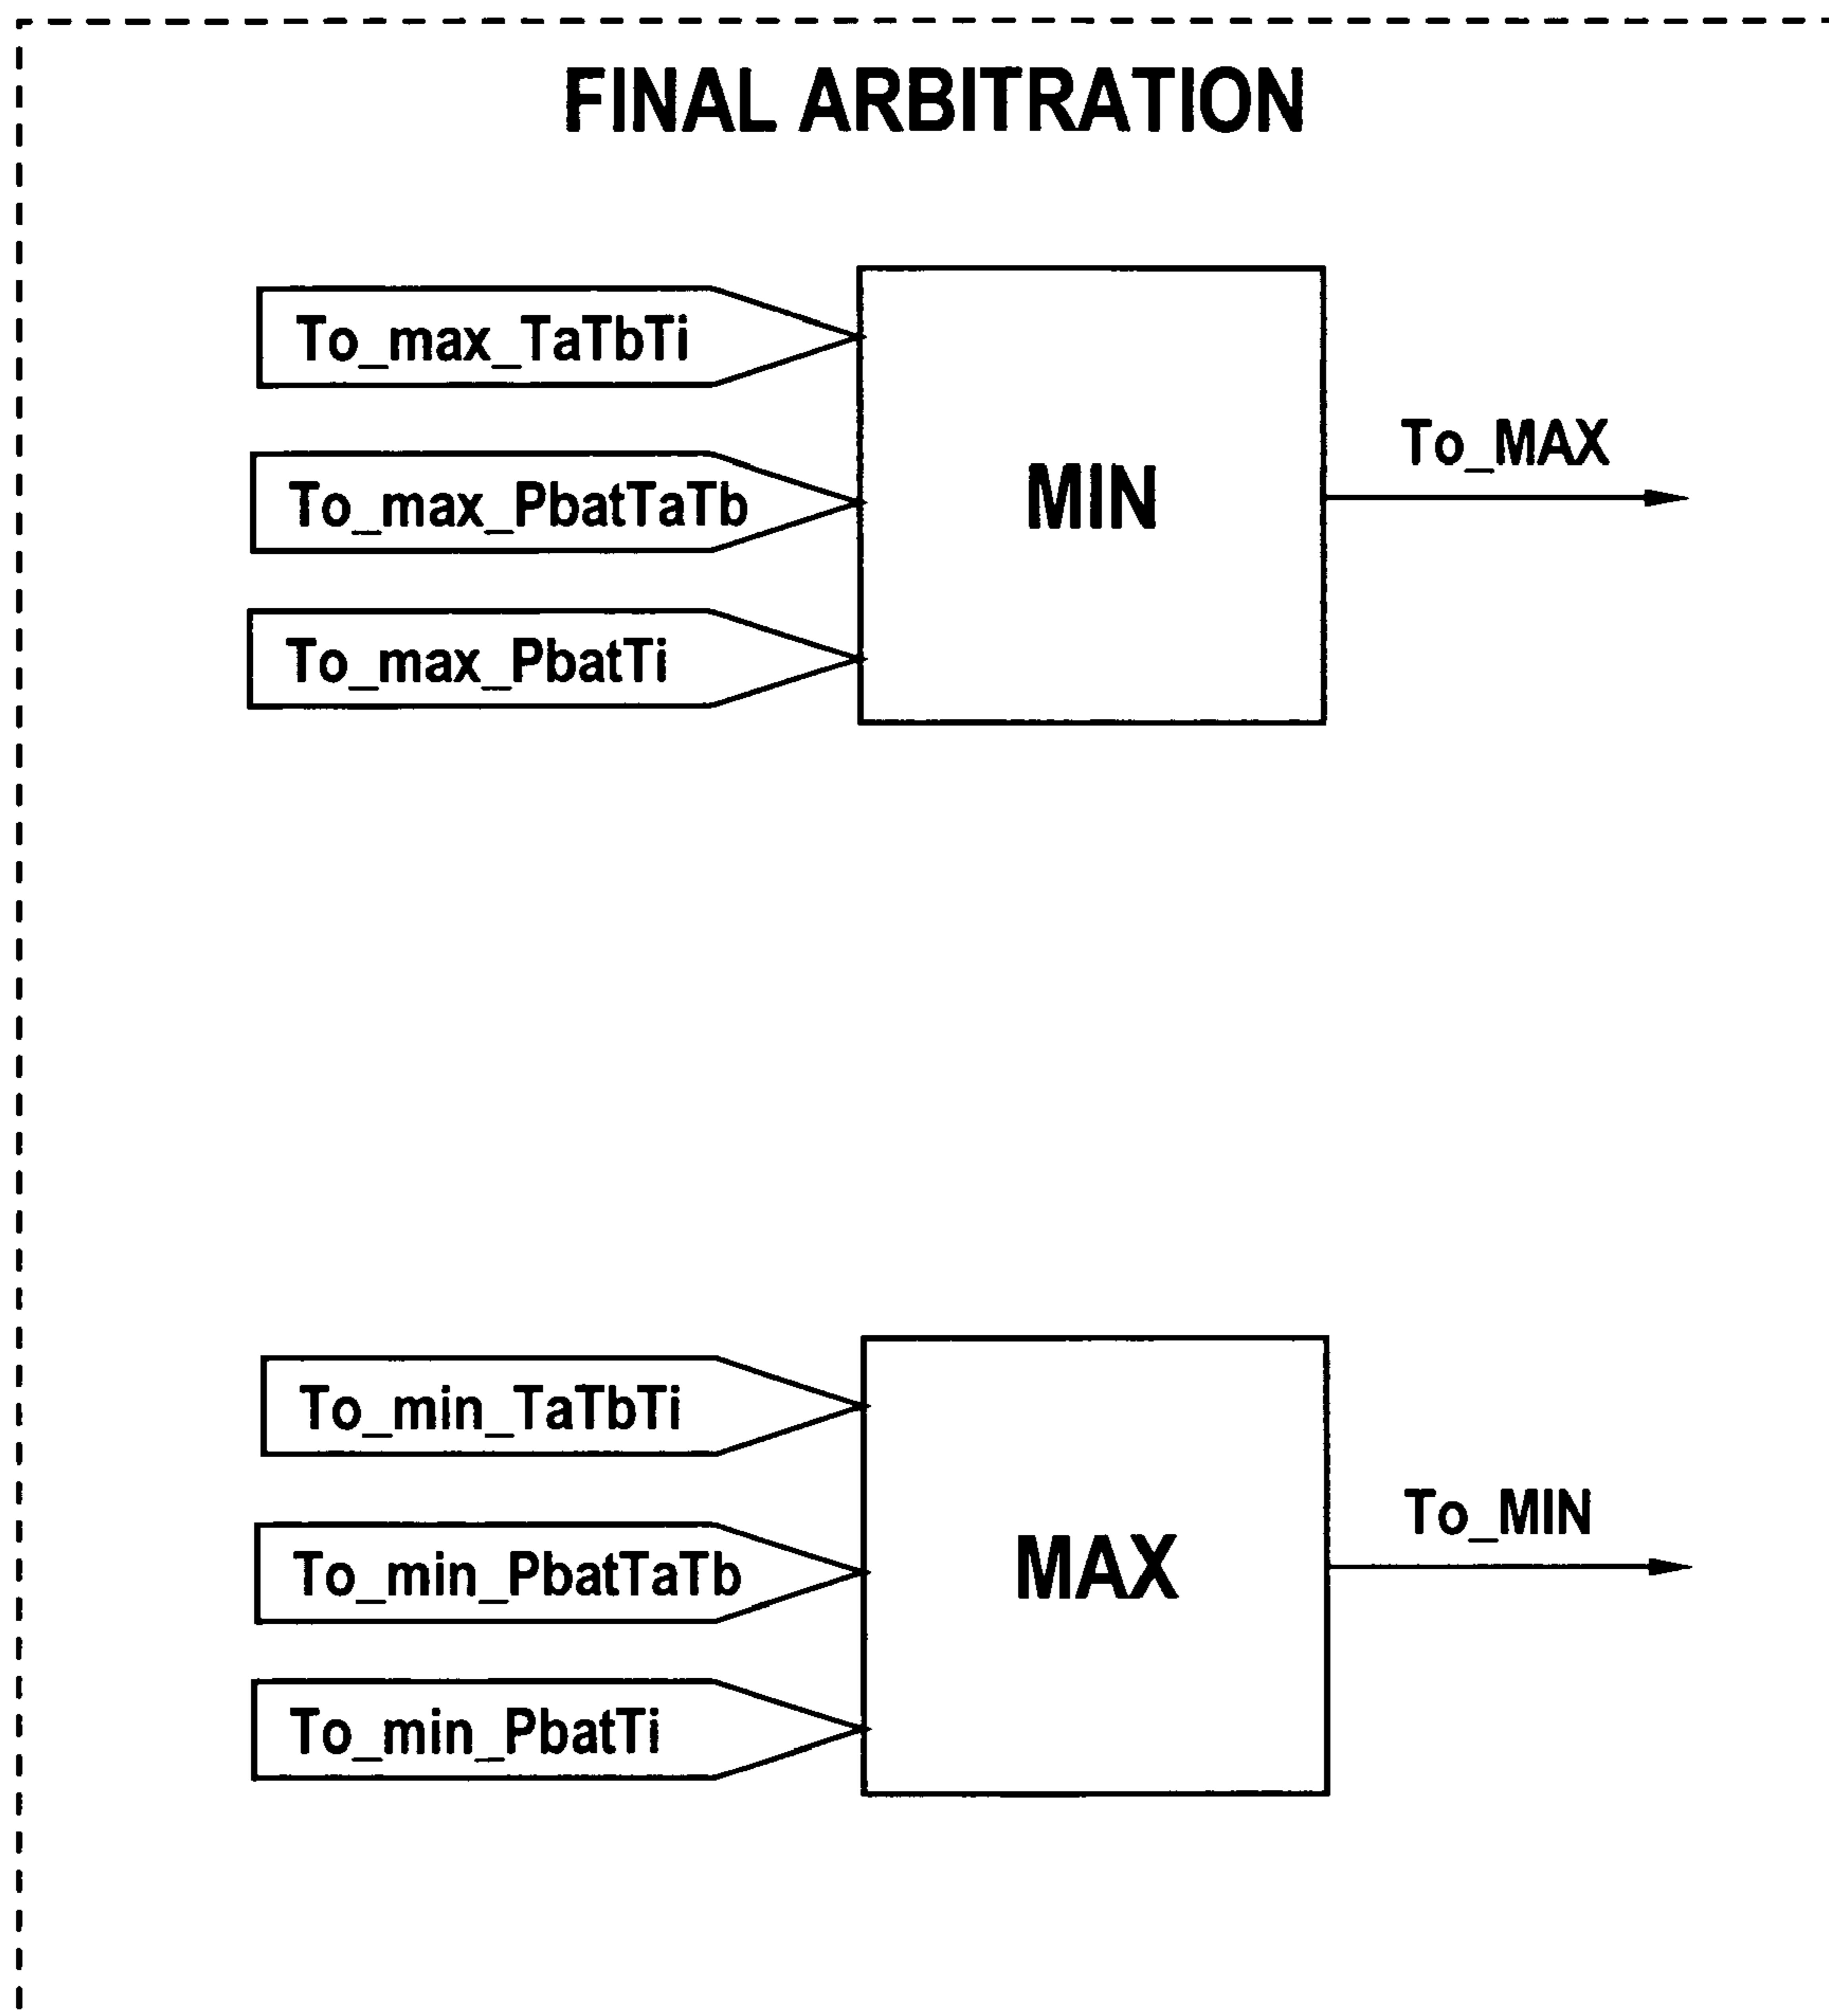 FINAL ARBITRATION
To_max_TaTbTi
To_max_PbatTaTb
To_max_PbatTi
MIN
To_MAX
To_min_TaTbTi
To_min_PbatTaTb
To_min_PbatTi
MAX
To_MIN